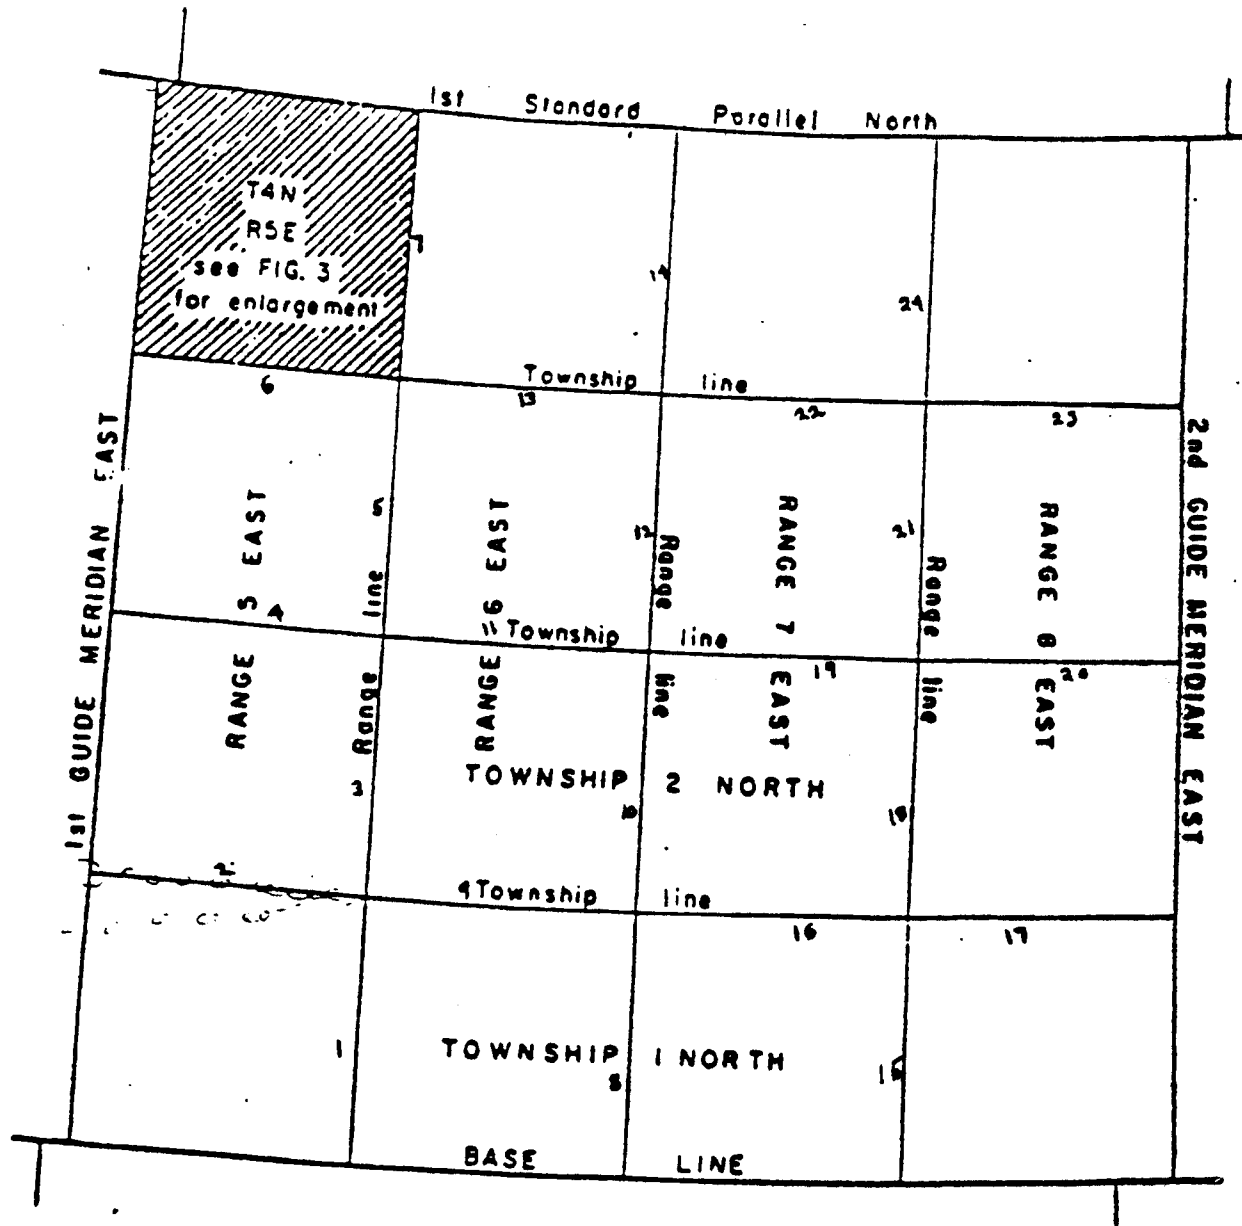 1st Standard Parallel North
T4N
R5E
see FIG. 3
for enlargement
7
14
24
6
Township line
13
22
23
1st GUIDE MERIDIAN EAST
RANGE 5 EAST
5
Range line
RANGE 6 EAST
12
Range line
RANGE 7 EAST
21
Range line
RANGE 8 EAST
2nd GUIDE MERIDIAN EAST
4
11 Township line
19
20
3
TOWNSHIP 2 NORTH
10
18
2
9 Township line
16
17
1
TOWNSHIP 1 NORTH
8
BASE LINE